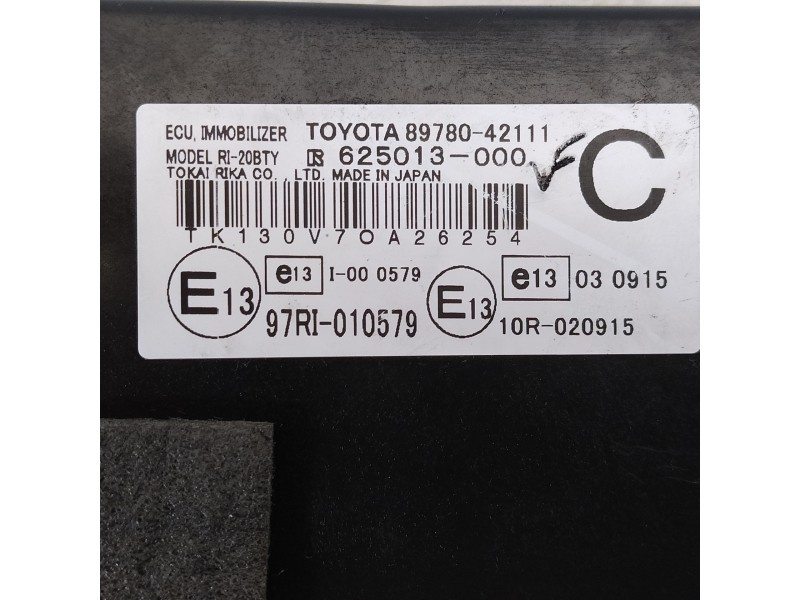 ECU, IMMOBILIZER TOYOTA 89780-42111
MODEL RI-20BTY R 625013-000 C
TOKAI RIKA CO., LTD. MADE IN JAPAN
TK130V70A26254
E13 e13 I-00 0579 E13 e13 03 0915
97RI-010579 10R-020915